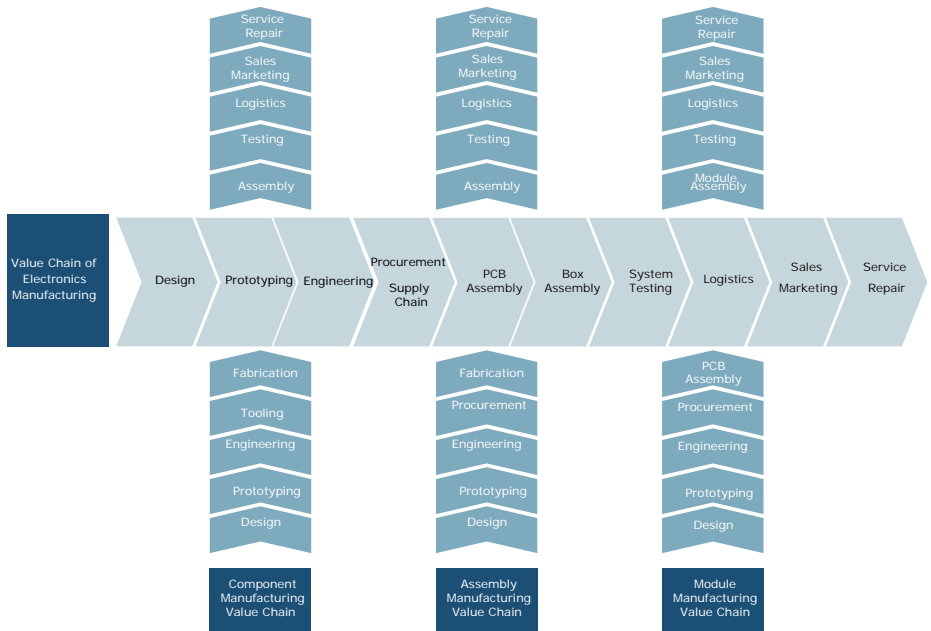 Service
Repair
Sales
Marketing
Logistics
Testing
Assembly
Service
Repair
Sales
Marketing
Logistics
Testing
Assembly
Service
Repair
Sales
Marketing
Logistics
Testing
Module
Assembly
Value Chain of
Electronics
Manufacturing
Design
Prototyping
Engineering
Procurement
Supply
Chain
PCB
Assembly
Box
Assembly
System
Testing
Logistics
Sales
Marketing
Service
Repair
Fabrication
Tooling
Engineering
Prototyping
Design
Component
Manufacturing
Value Chain
Fabrication
Procurement
Engineering
Prototyping
Design
Assembly
Manufacturing
Value Chain
PCB
Assembly
Procurement
Engineering
Prototyping
Design
Module
Manufacturing
Value Chain